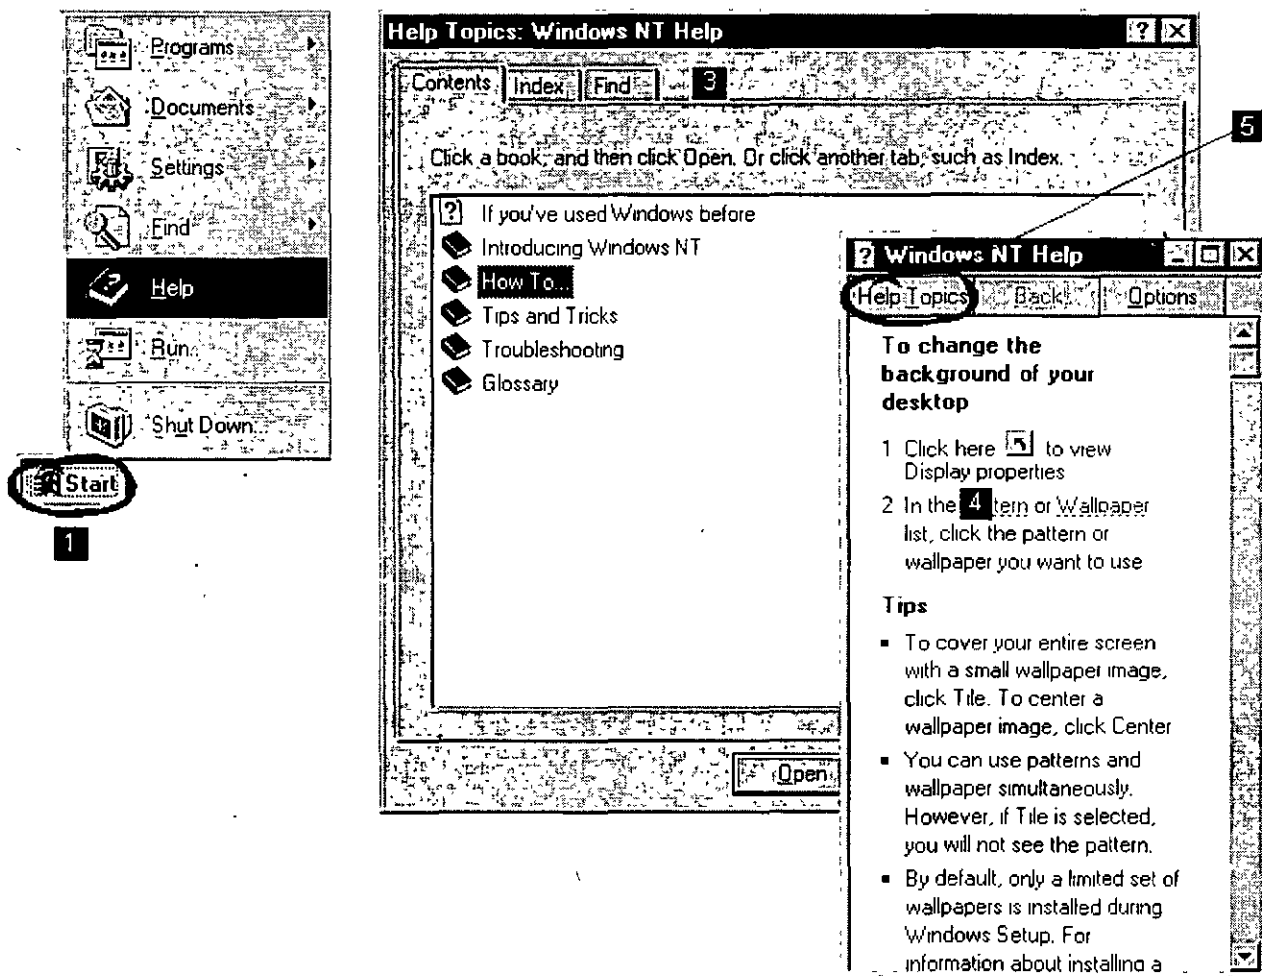 Programs
Documents
Settings
Find
Help
Run...
Shut Down...
Start
1
Help Topics: Windows NT Help
Contents Index Find 3
Click a book, and then click Open. Or click another tab, such as Index.
If you've used Windows before
Introducing Windows NT
How To...
Tips and Tricks
Troubleshooting
Glossary
Open
5
Windows NT Help
Help Topics Back Options
To change the
background of your
desktop
1 Click here to view
Display properties
2 In the 4 tern or Wallpaper
list, click the pattern or
wallpaper you want to use
Tips
▪ To cover your entire screen
with a small wallpaper image,
click Tile. To center a
wallpaper image, click Center
▪ You can use patterns and
wallpaper simultaneously.
However, if Tile is selected,
you will not see the pattern.
▪ By default, only a limited set of
wallpapers is installed during
Windows Setup. For
information about installing a